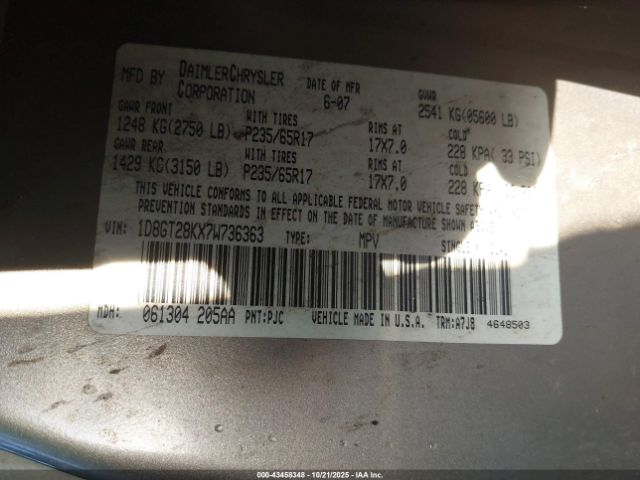 MFD BY DAIMLERCHRYSLER CORPORATION DATE OF MFR 6-07 GVWR 2541 KG(05600 LB)
GAWR FRONT WITH TIRES RIMS AT COLD
1248 KG(2750 LB) P235/65R17 17X7.0 228 KPA( 33 PSI)
GAWR REAR WITH TIRES RIMS AT COLD
1429 KG(3150 LB) P235/65R17 17X7.0 228
THIS VEHICLE CONFORMS TO ALL APPLICABLE FEDERAL MOTOR VEHICLE
PREVENTION STANDARDS IN EFFECT ON THE DATE OF MANUFACTURE SHOWN
VIN: 1D8GT28KX7W736363 TYPE: MPV
MDH: 061304 205AA PNT:PJC VEHICLE MADE IN U.S.A. TRM:A7J8 4648503
000-43458348 - 10/21/2025 - IAA Inc.